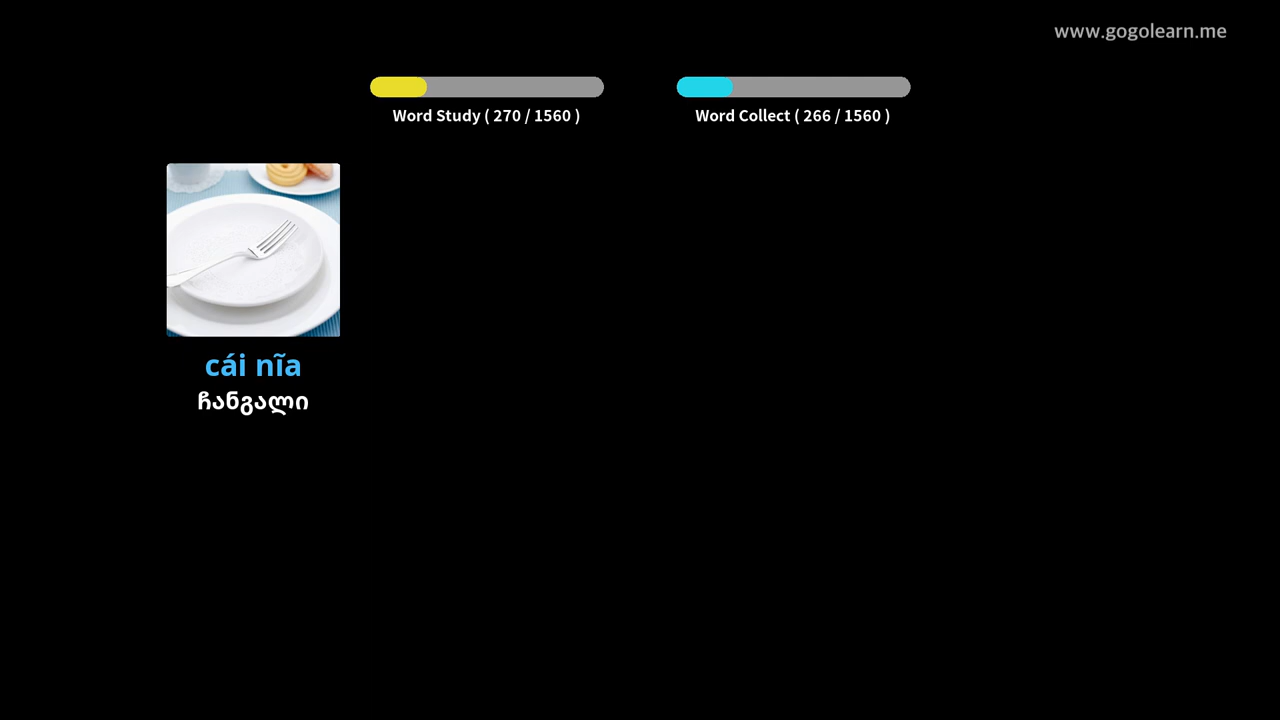 www.gogolearn.me
Word Study ( 270 / 1560 )
Word Collect ( 266 / 1560 )
cái nĩa
ჩანგალი